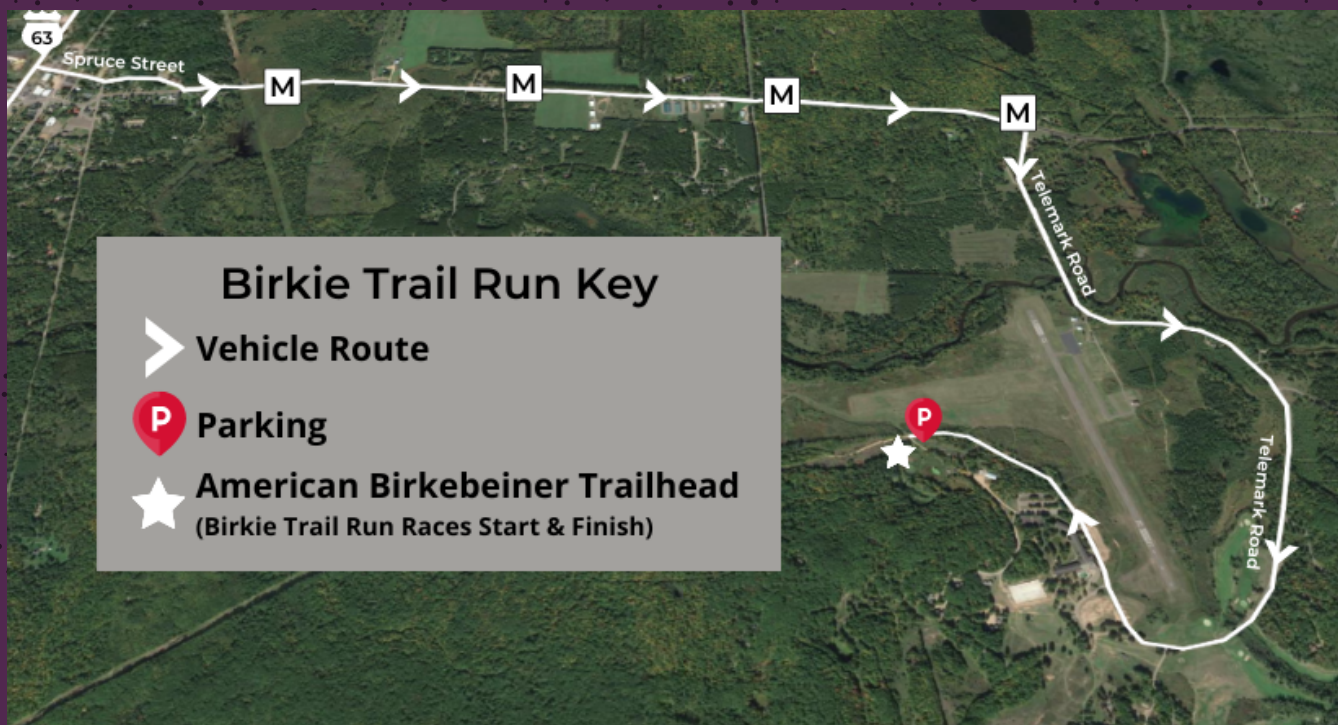 63
Spruce Street
M
M
M
M
Telemark Road
Birkie Trail Run Key
Vehicle Route
P
Parking
American Birkebeiner Trailhead
(Birkie Trail Run Races Start & Finish)
P
Telemark Road